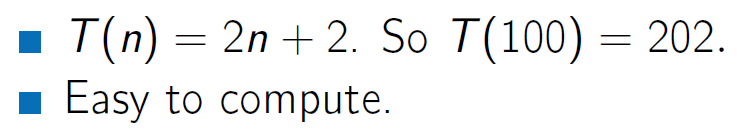 T(n) = 2n + 2. So T(100) = 202.
Easy to compute.